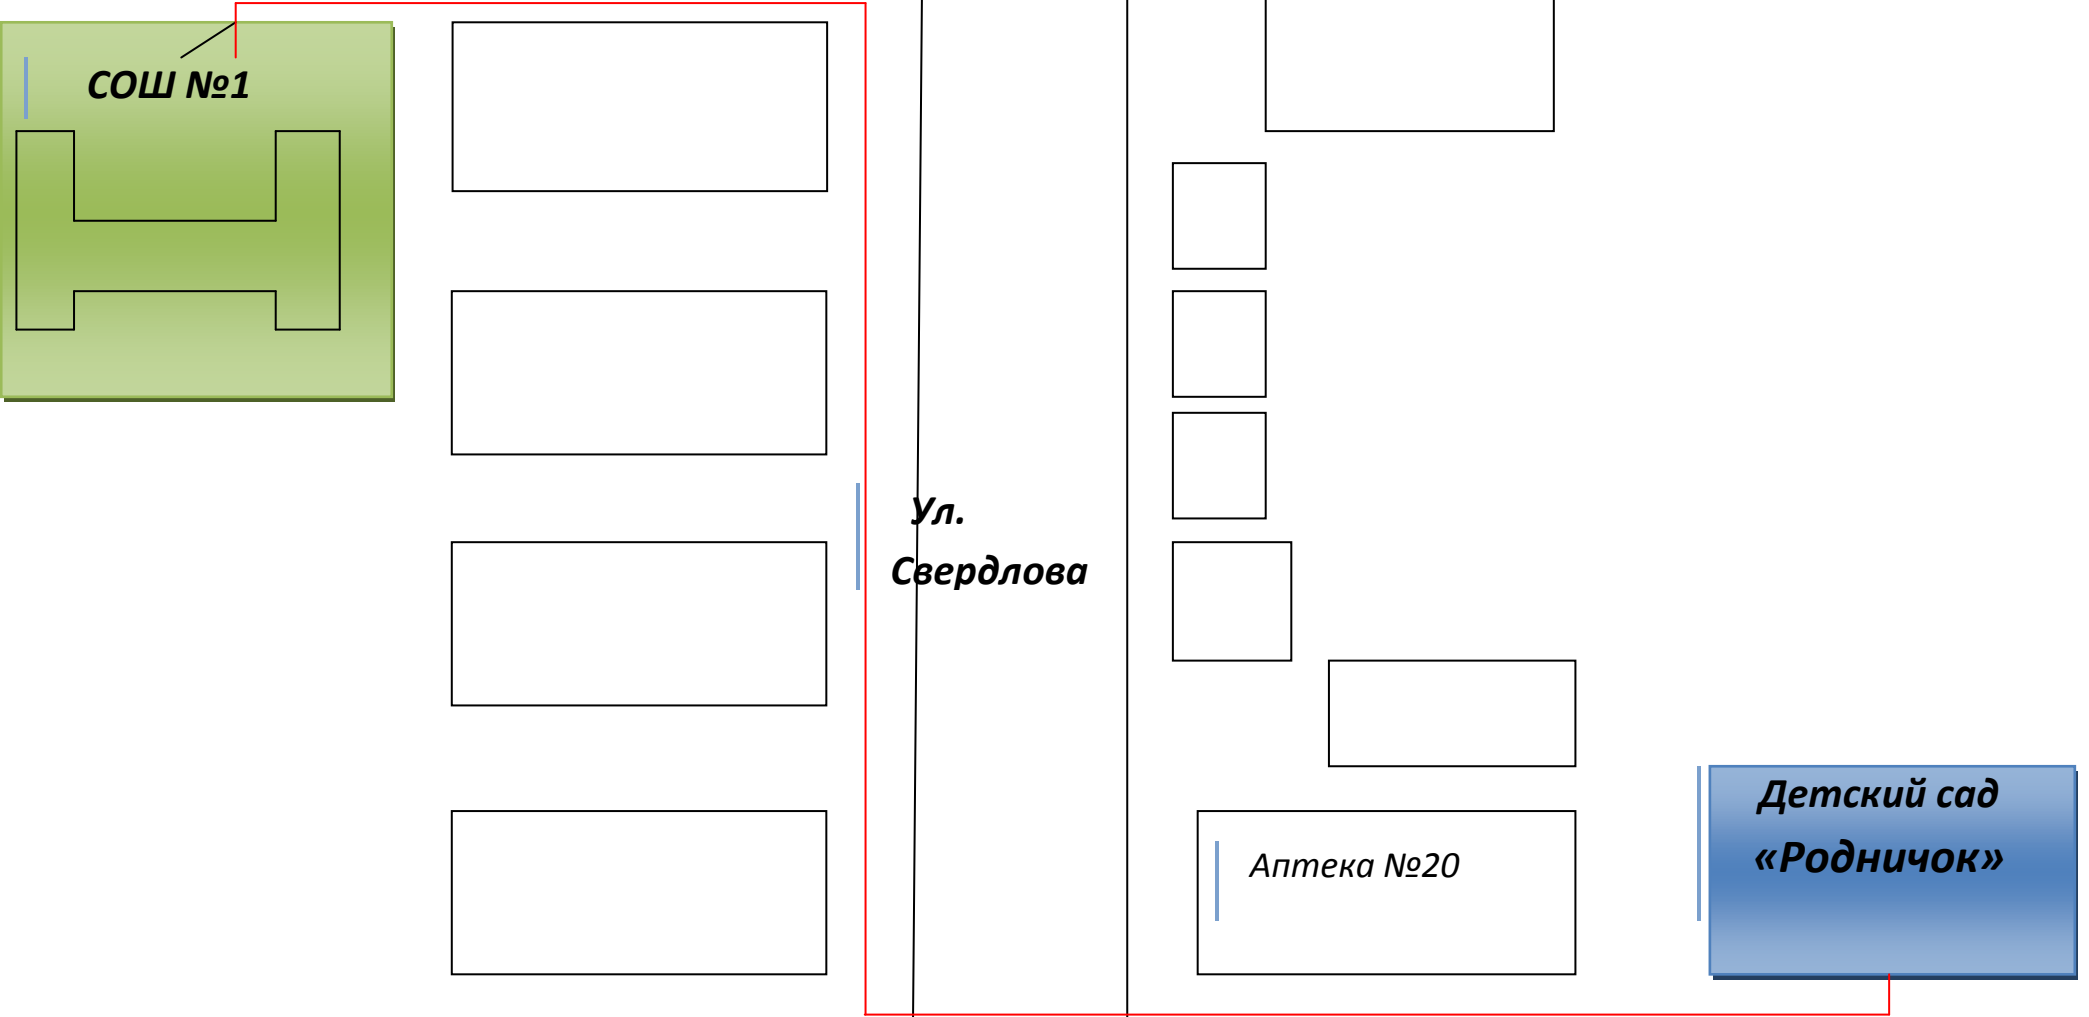 СОШ №1
Ул.
Свердлова
Аптека №20
Детский сад
«Родничок»